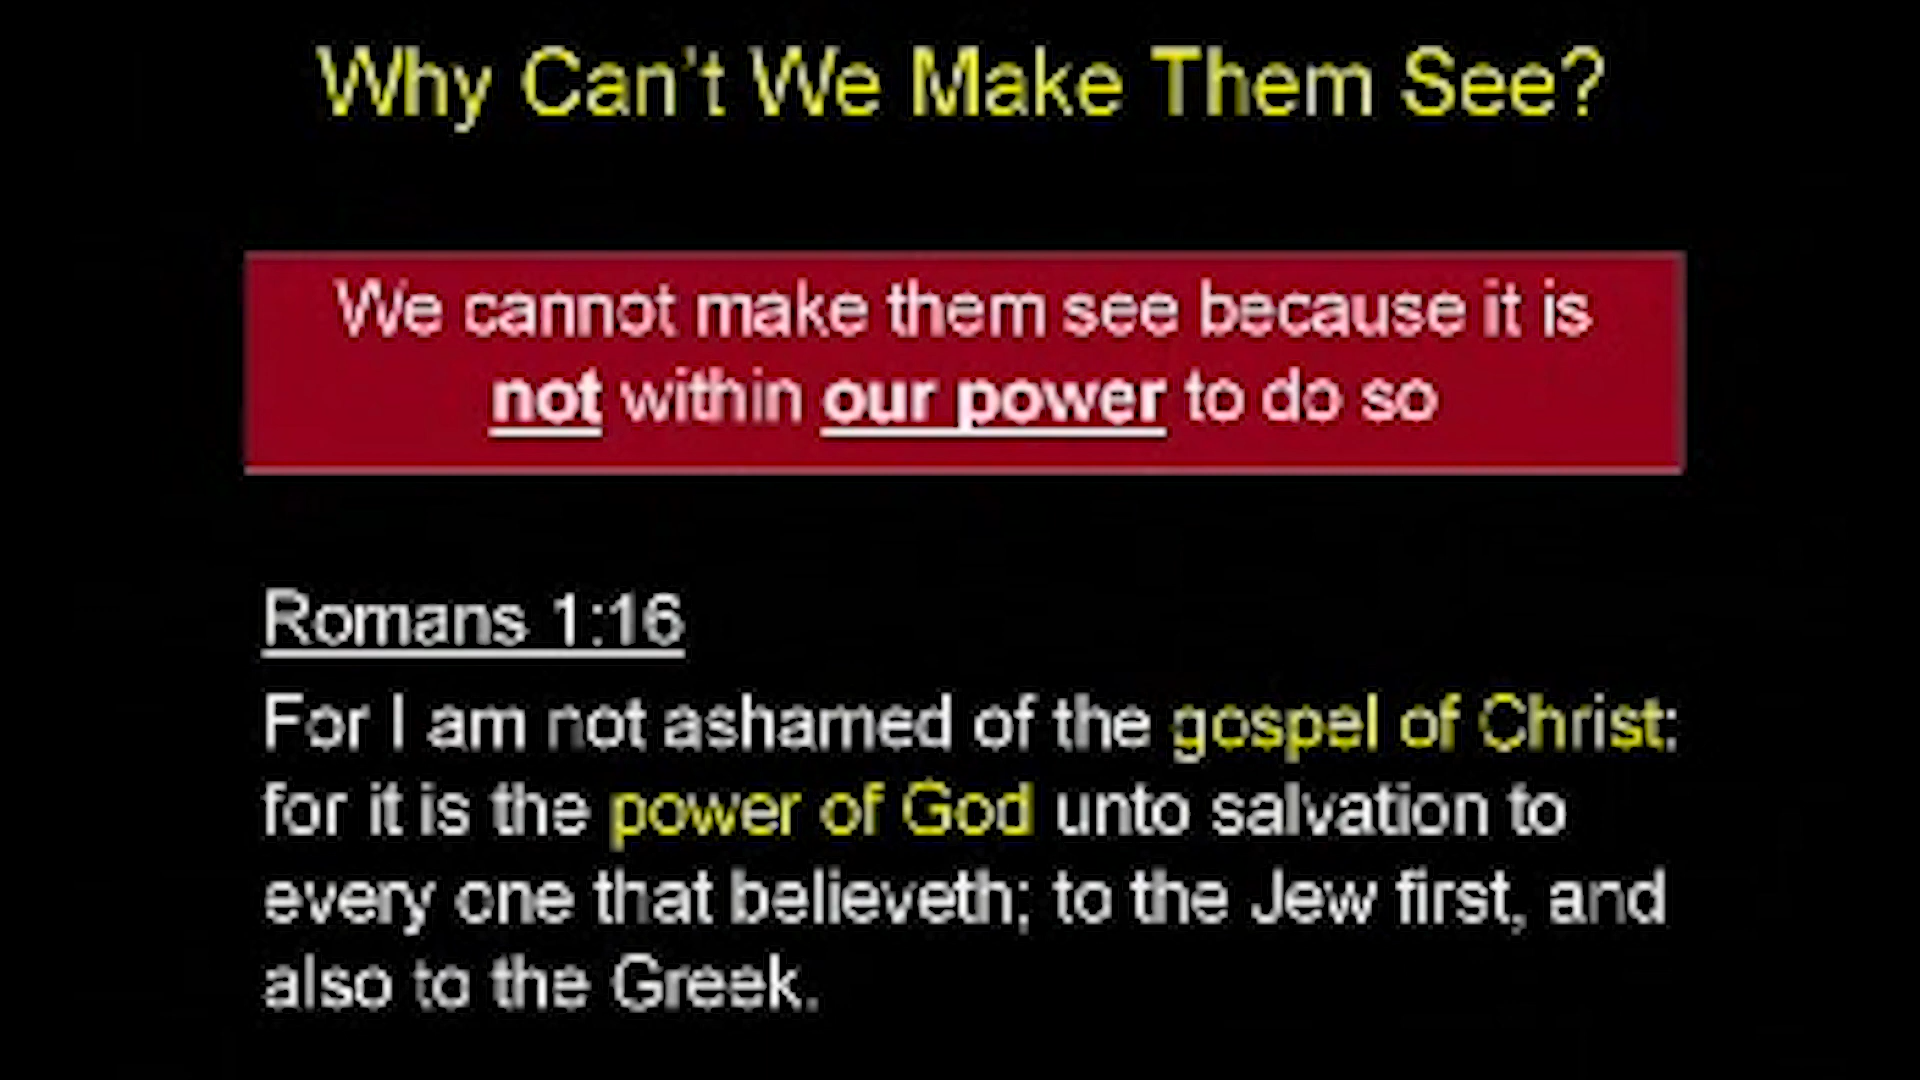 Why Can't We Make Them See?
We cannot make them see because it is
not within our power to do so
Romans 1:16
For I am not ashamed of the gospel of Christ:
for it is the power of God unto salvation to
every one that believeth; to the Jew first, and
also to the Greek.